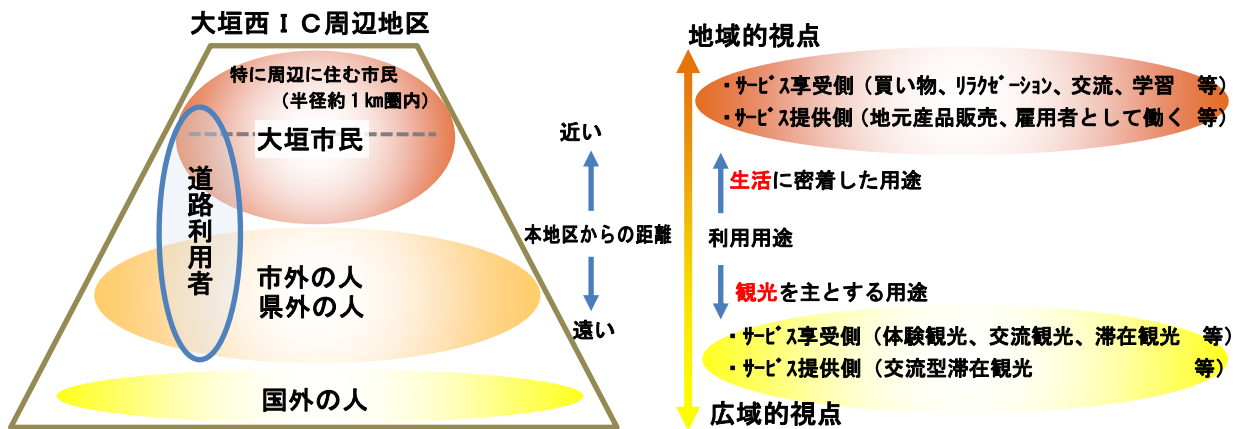 大垣西IC周辺地区
特に周辺に住む市民
(半径約1㎞圏内)
大垣市民
道路利用者
市外の人
県外の人
国外の人
近い
本地区からの距離
遠い
地域的視点
・サービス享受側(買い物、リラクゼーション、交流、学習 等)
・サービス提供側(地元産品販売、雇用者として働く 等)
生活に密着した用途
利用用途
観光を主とする用途
・サービス享受側(体験観光、交流観光、滞在観光 等)
・サービス提供側(交流型滞在観光 等)
広域的視点